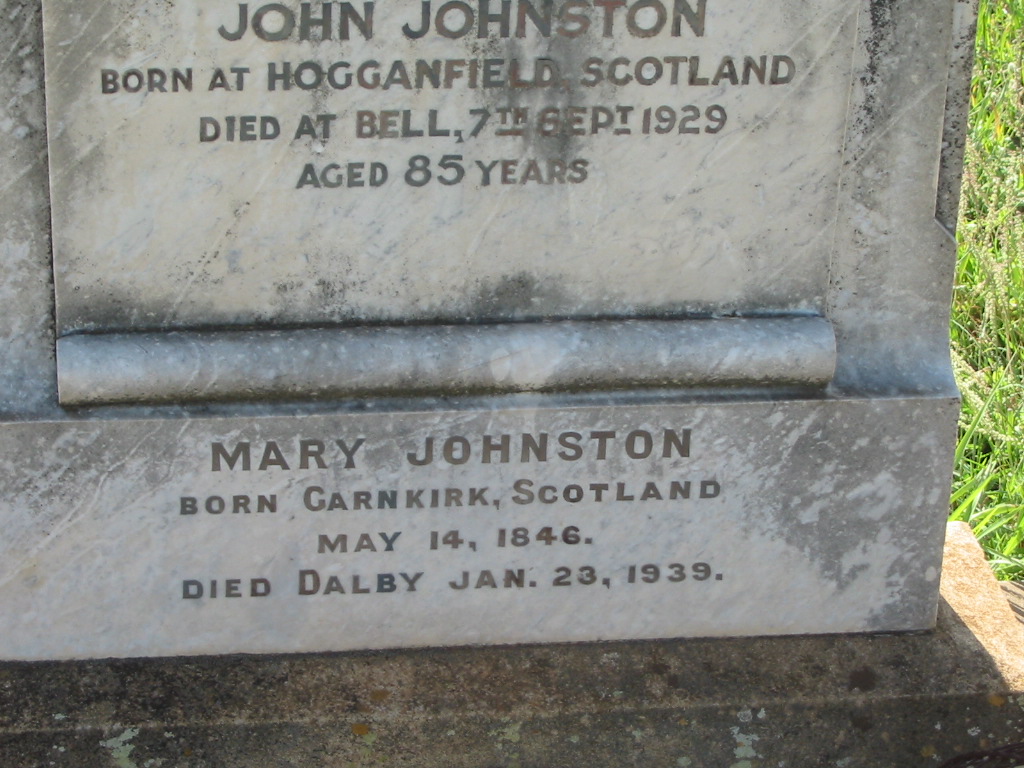 JOHN JOHNSTON
BORN AT HOGGANFIELD, SCOTLAND
DIED AT BELL, 7TH SEPT 1929
AGED 85 YEARS
MARY JOHNSTON
BORN GARNKIRK, SCOTLAND
MAY 14, 1846.
DIED DALBY JAN. 23, 1939.